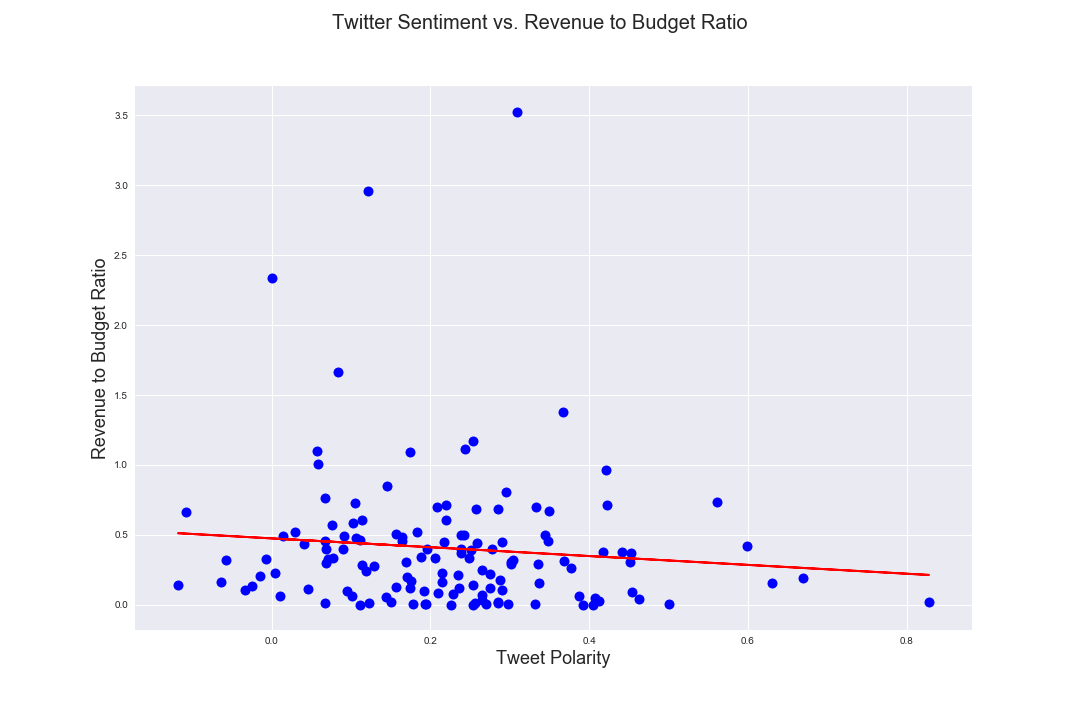 Twitter Sentiment vs. Revenue to Budget Ratio
Revenue to Budget Ratio
3.5
3.0
2.5
2.0
1.5
1.0
0.5
0.0
0.0 0.2 0.4 0.6 0.8
Tweet Polarity